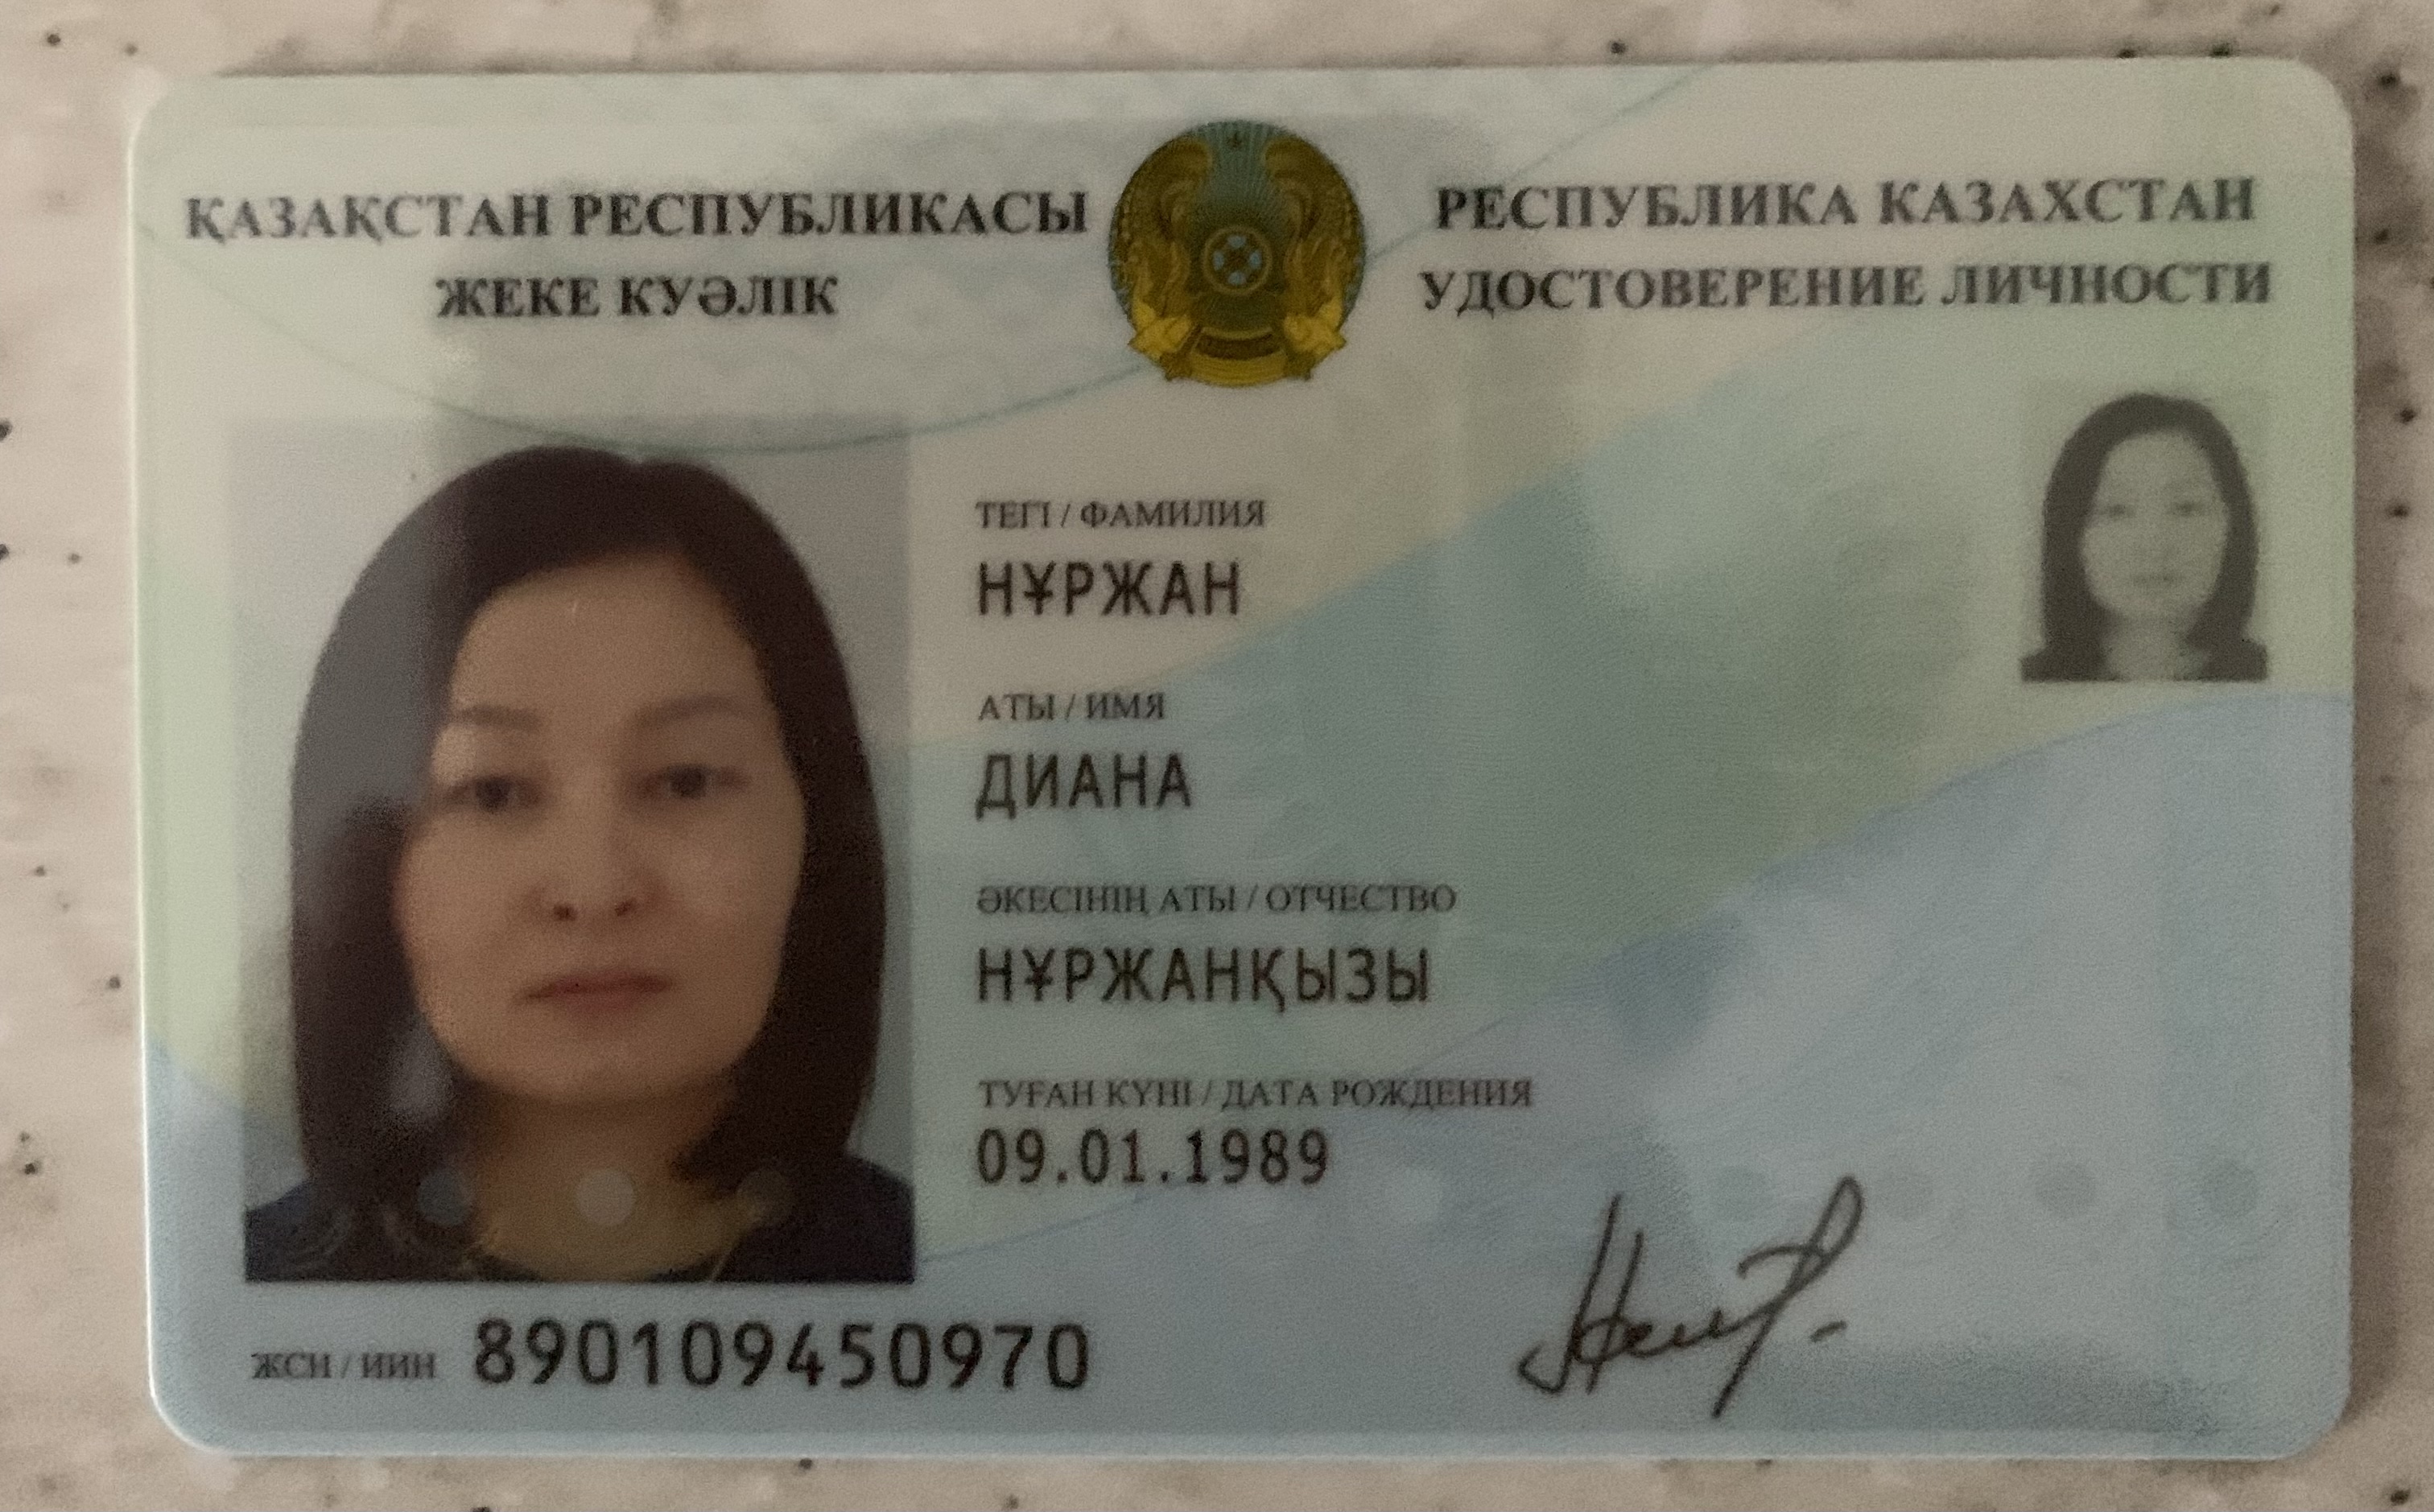 ҚАЗАҚСТАН РЕСПУБЛИКАСЫ
ЖЕКЕ КУӘЛІК
РЕСПУБЛИКА КАЗАХСТАН
УДОСТОВЕРЕНИЕ ЛИЧНОСТИ
ТЕГІ / ФАМИЛИЯ
НҰРЖАН
АТЫ / ИМЯ
ДИАНА
ӘКЕСІНІҢ АТЫ / ОТЧЕСТВО
НҰРЖАНҚЫЗЫ
ТУҒАН КҮНІ / ДАТА РОЖДЕНИЯ
09.01.1989
ЖСН / ИИН 890109450970